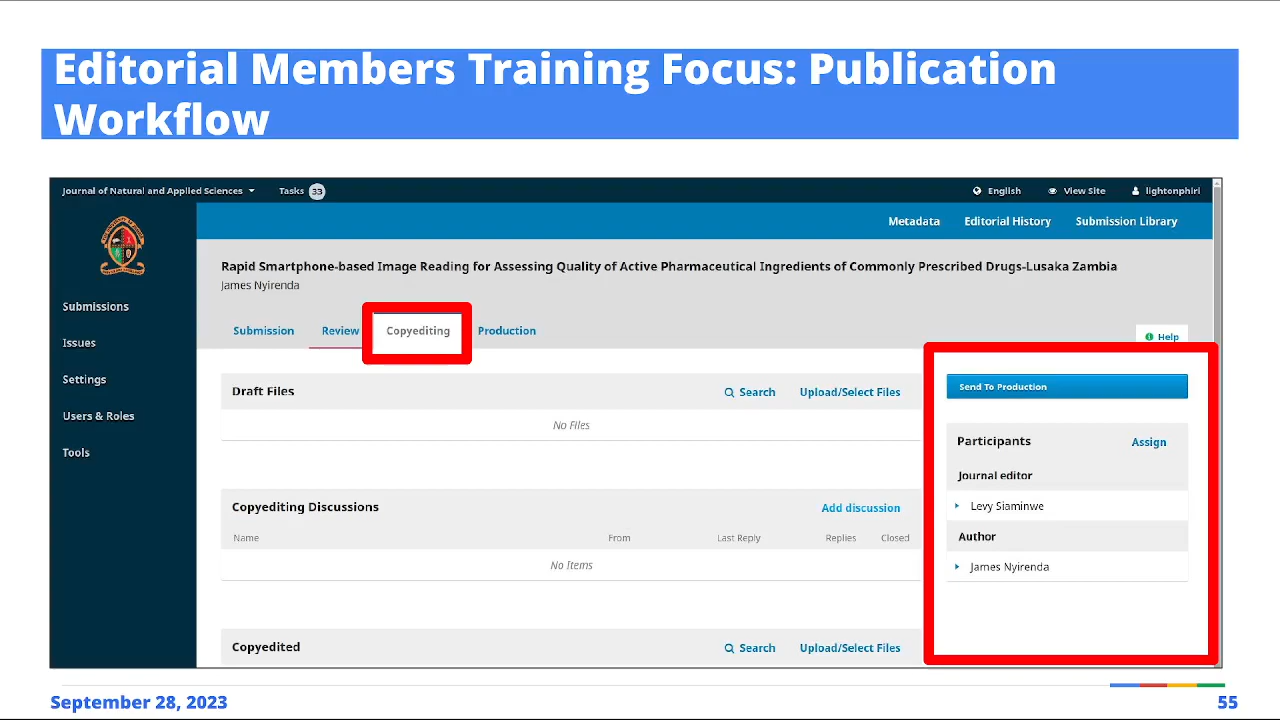 Editorial Members Training Focus: Publication
Workflow
Journal of Natural and Applied Sciences
Tasks 33
English
View Site
lightonphiri
Metadata
Editorial History
Submission Library
Submissions
Issues
Settings
Users & Roles
Tools
Rapid Smartphone-based Image Reading for Assessing Quality of Active Pharmaceutical Ingredients of Commonly Prescribed Drugs-Lusaka Zambia
James Nyirenda
Submission
Review
Copyediting
Production
Help
Draft Files
Search
Upload/Select Files
No Files
Copyediting Discussions
Add discussion
Name
From
Last Reply
Replies
Closed
No Items
Copyedited
Search
Upload/Select Files
Send To Production
Participants
Assign
Journal editor
Levy Siaminwe
Author
James Nyirenda
September 28, 2023
55